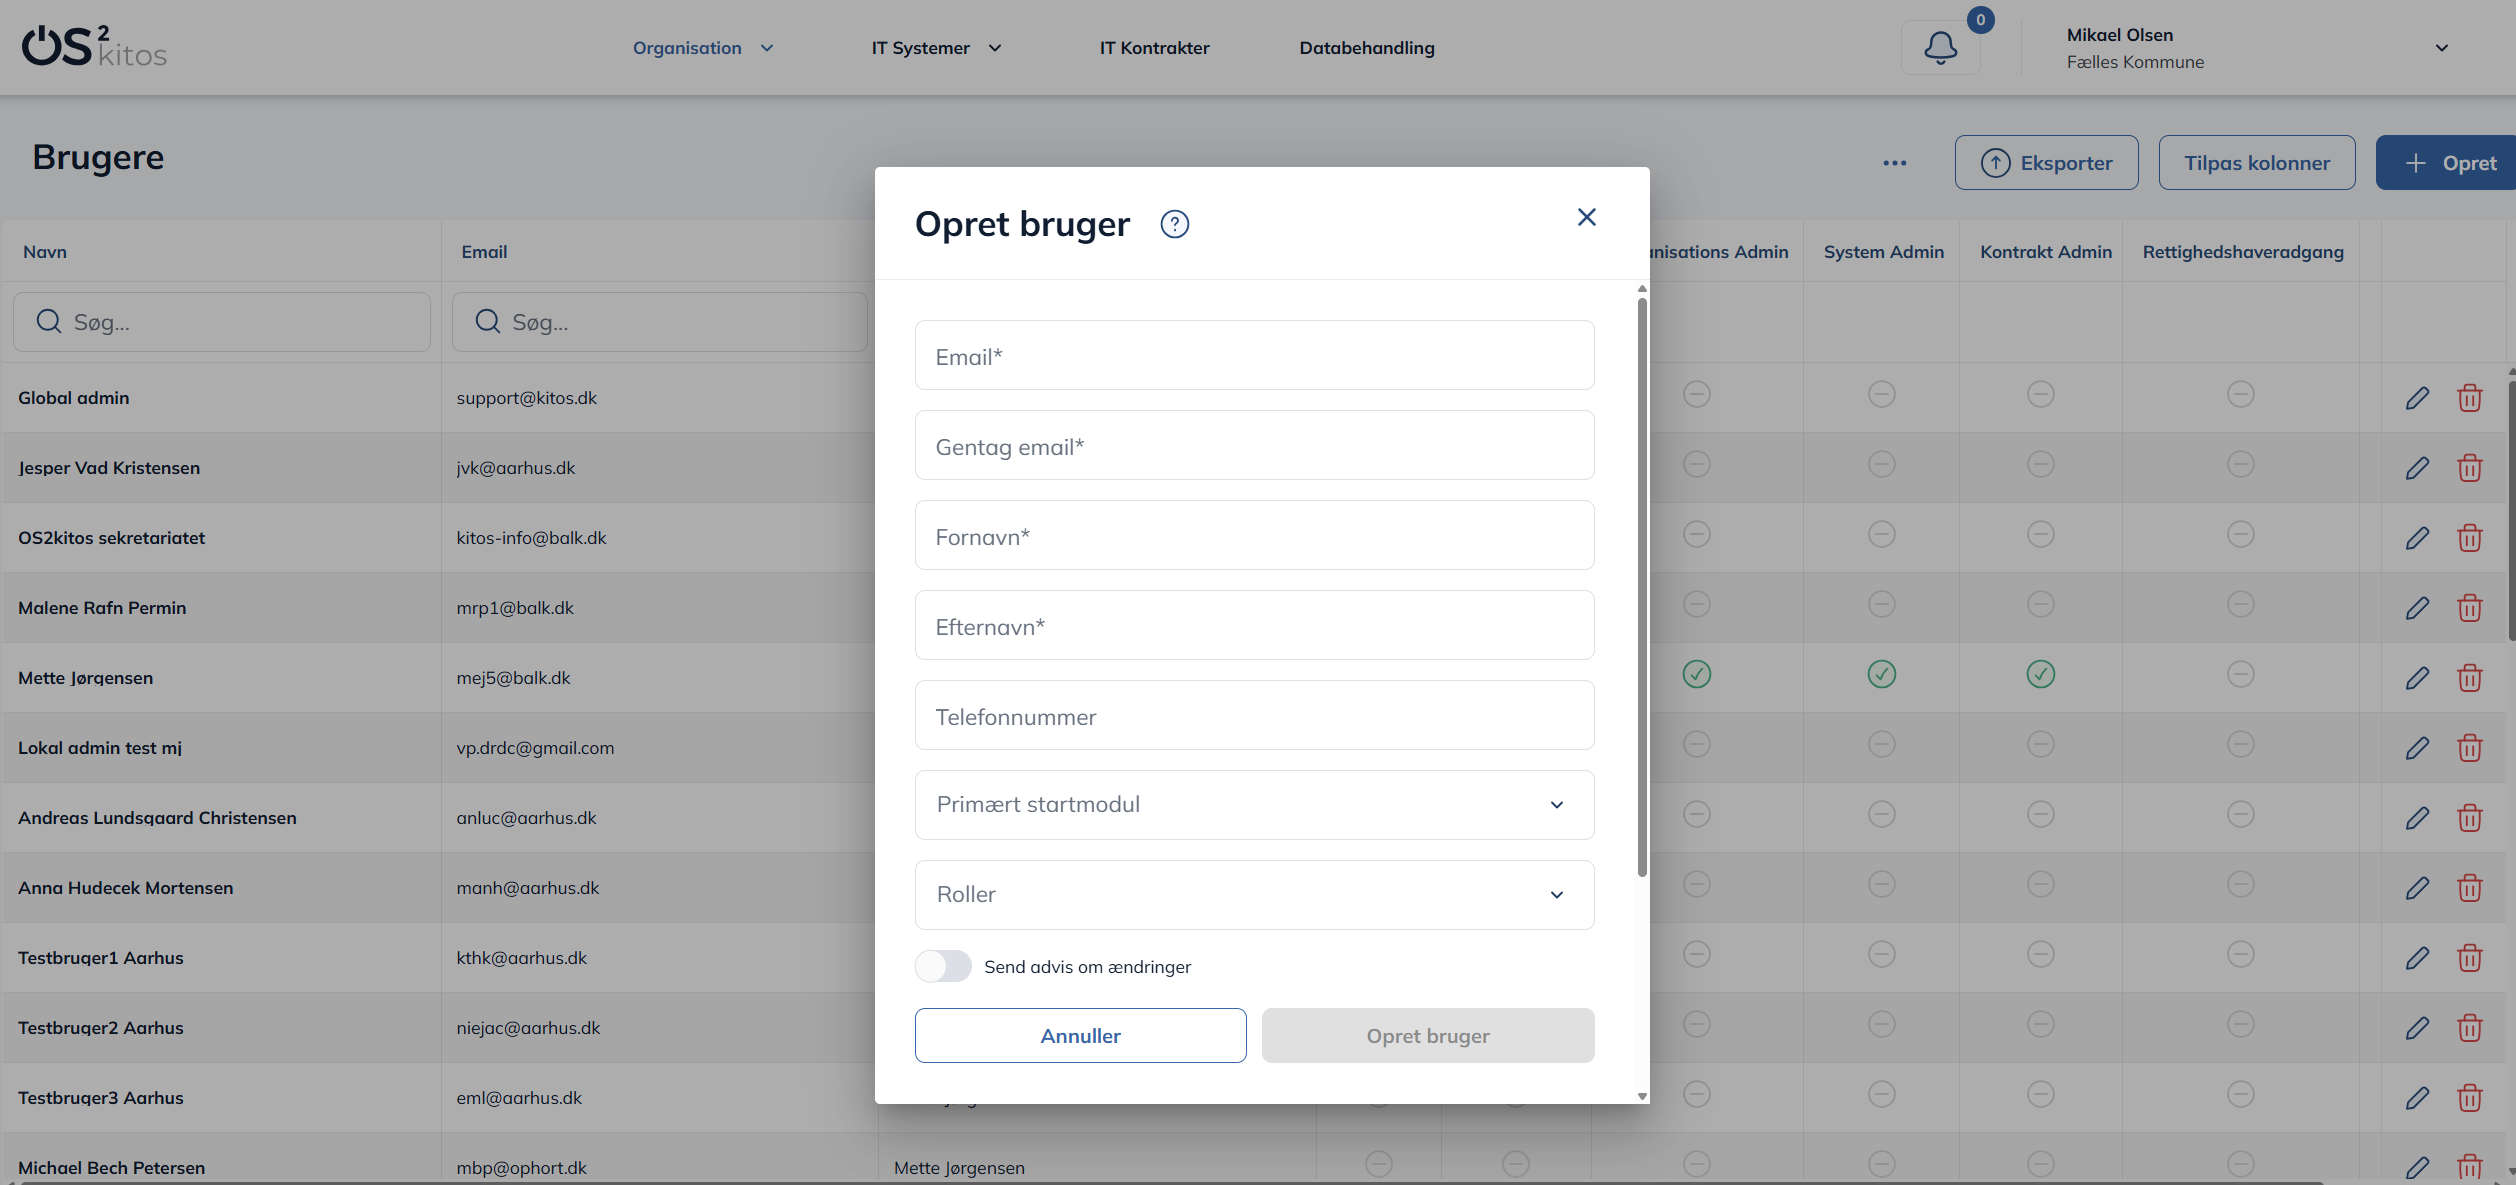 OS2 kitos
Organisation
IT Systemer
IT Kontrakter
Databehandling
0
Mikael Olsen
Fælles Kommune
Brugere
Eksporter
Tilpas kolonner
Opret
Navn
Email
nisations Admin
System Admin
Kontrakt Admin
Rettighedshaveradgang
Søg...
Søg...
Global admin
support@kitos.dk
Jesper Vad Kristensen
jvk@aarhus.dk
OS2kitos sekretariatet
kitos-info@balk.dk
Malene Rafn Permin
mrp1@balk.dk
Mette Jørgensen
mej5@balk.dk
Lokal admin test mj
vp.drdc@gmail.com
Andreas Lundsgaard Christensen
anluc@aarhus.dk
Anna Hudecek Mortensen
manh@aarhus.dk
Testbruger1 Aarhus
kthk@aarhus.dk
Testbruger2 Aarhus
niejac@aarhus.dk
Testbruger3 Aarhus
eml@aarhus.dk
Michael Bech Petersen
mbp@ophort.dk
Mette Jørgensen
Opret bruger
?
Email*
Gentag email*
Fornavn*
Efternavn*
Telefonnummer
Primært startmodul
Roller
Send advis om ændringer
Annuller
Opret bruger